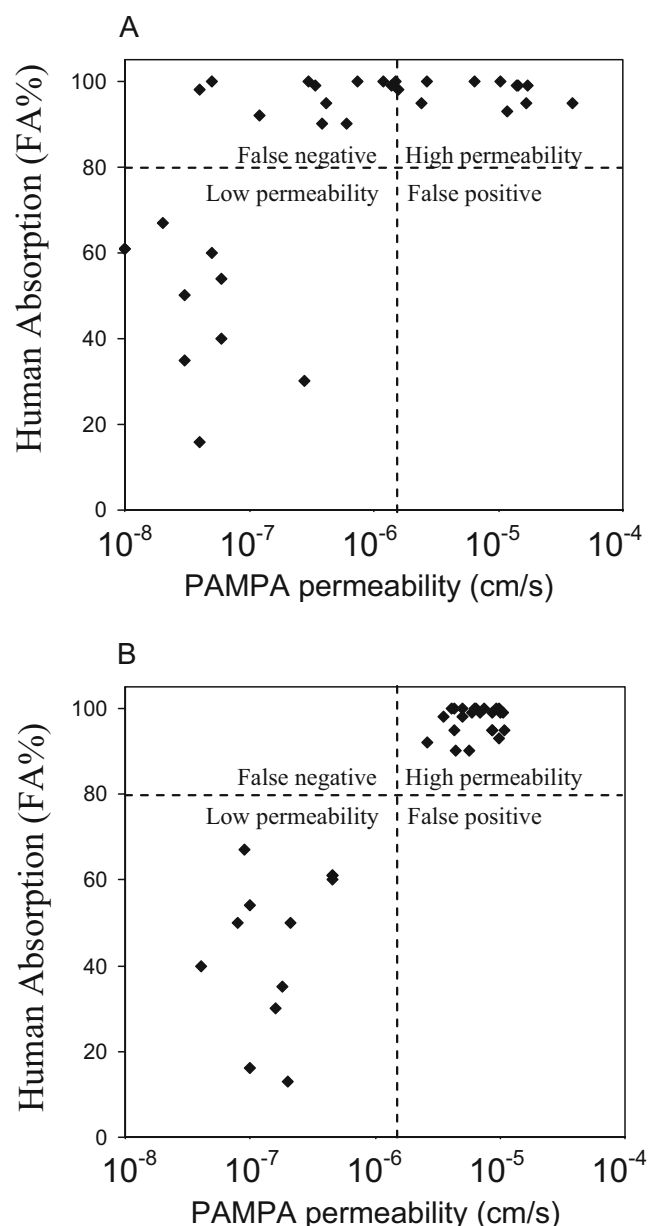 A
Human Absorption (FA%)
100
80
60
40
20
0
False negative
High permeability
Low permeability
False positive
10-8
10-7
10-6
10-5
10-4
PAMPA permeability (cm/s)
B
Human Absorption (FA%)
100
80
60
40
20
0
False negative
High permeability
Low permeability
False positive
10-8
10-7
10-6
10-5
10-4
PAMPA permeability (cm/s)